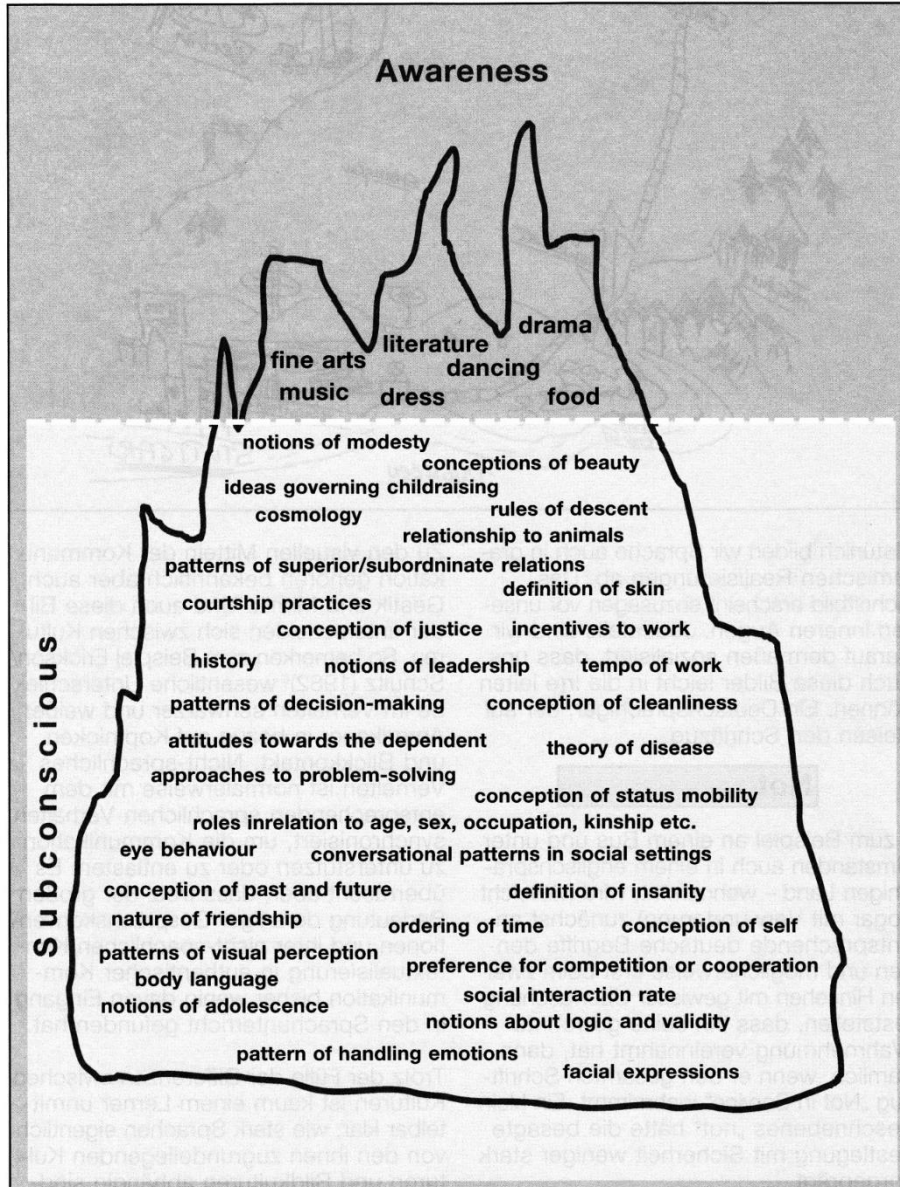 Awareness
drama
literature
fine arts
dancing
music
dress
food
notions of modesty
conceptions of beauty
ideas governing childraising
cosmology
rules of descent
relationship to animals
patterns of superior/subordninate relations
courtship practices
definition of skin
conception of justice
incentives to work
history
notions of leadership
tempo of work
patterns of decision-making
conception of cleanliness
attitudes towards the dependent
theory of disease
approaches to problem-solving
conception of status mobility
roles in relation to age, sex, occupation, kinship etc.
eye behaviour
conversational patterns in social settings
conception of past and future
definition of insanity
nature of friendship
ordering of time
conception of self
patterns of visual perception
preference for competition or cooperation
body language
social interaction rate
notions of adolescence
notions about logic and validity
pattern of handling emotions
facial expressions
Subconscious